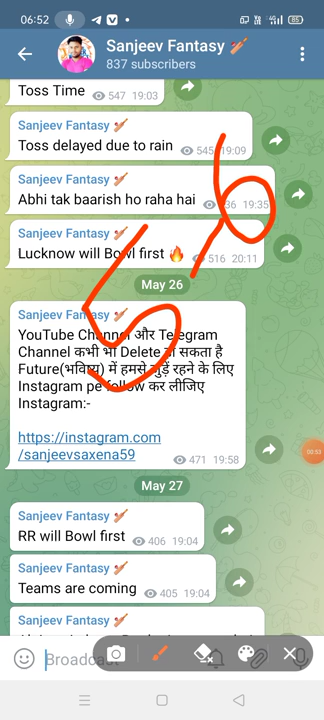 06:52
85
Sanjeev Fantasy
837 subscribers
Toss Time 547 19:03
Sanjeev Fantasy
Toss delayed due to rain 545 19:09
Sanjeev Fantasy
Abhi tak baarish ho raha hai 19:35
Sanjeev Fantasy
Lucknow will Bowl first 🔥 516 20:11
May 26
Sanjeev Fantasy
YouTube Channel और Telegram
Channel कभी भी Delete हो सकता है
Future(भविष्य) में हमसे जुड़ें रहने के लिए
Instagram pe follow कर लीजिए
Instagram:-
https://instagram.com
/sanjeevsaxena59
471 19:58
00:53
May 27
Sanjeev Fantasy
RR will Bowl first 406 19:04
Sanjeev Fantasy
Teams are coming 405 19:04
Sanjeev Fantasy
Broadcast